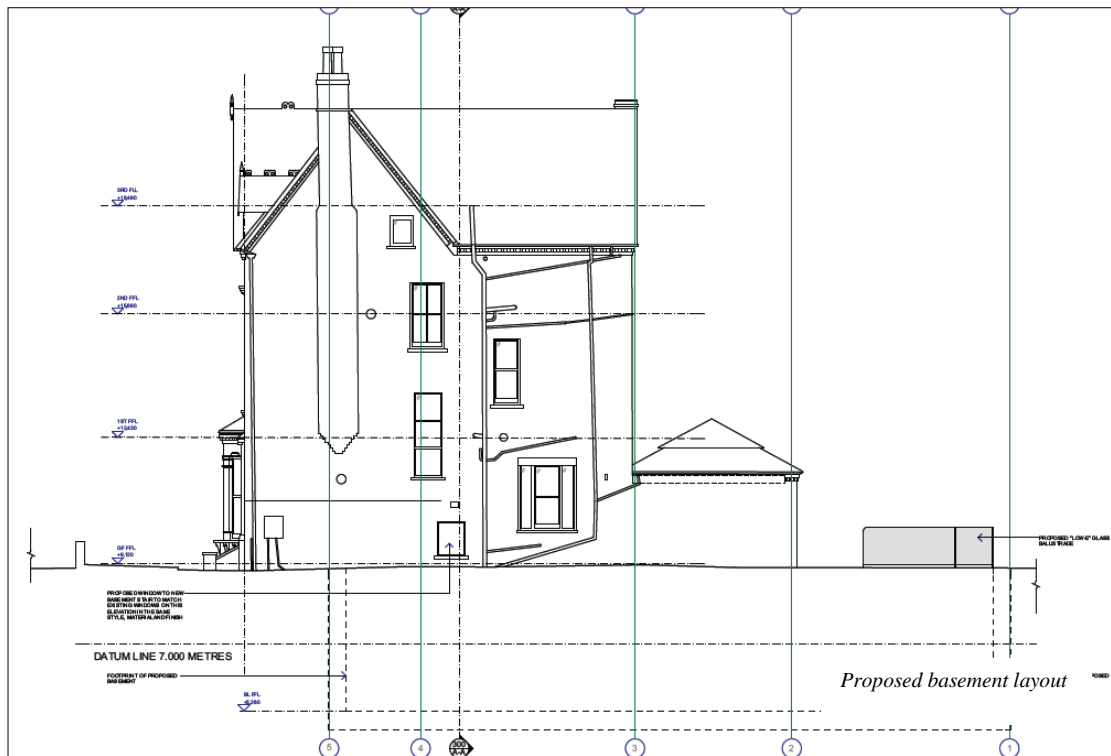 3RD FLL
2ND FFL
1ST FFL
GF FFL
PROPOSED "LOW-E" GLASS
BALUSTRADE
PROPOSED WINDOW TO NEW
BASEMENT STAIR TO MATCH
EXISTING WINDOWS ON THIS
ELEVATION IN THE SAME
STYLE, MATERIAL AND FINISH
DATUM LINE 7.000 METRES
FOOTPRINT OF PROPOSED
BASEMENT
Proposed basement layout
BL FFL
5
4
300
3
2
1